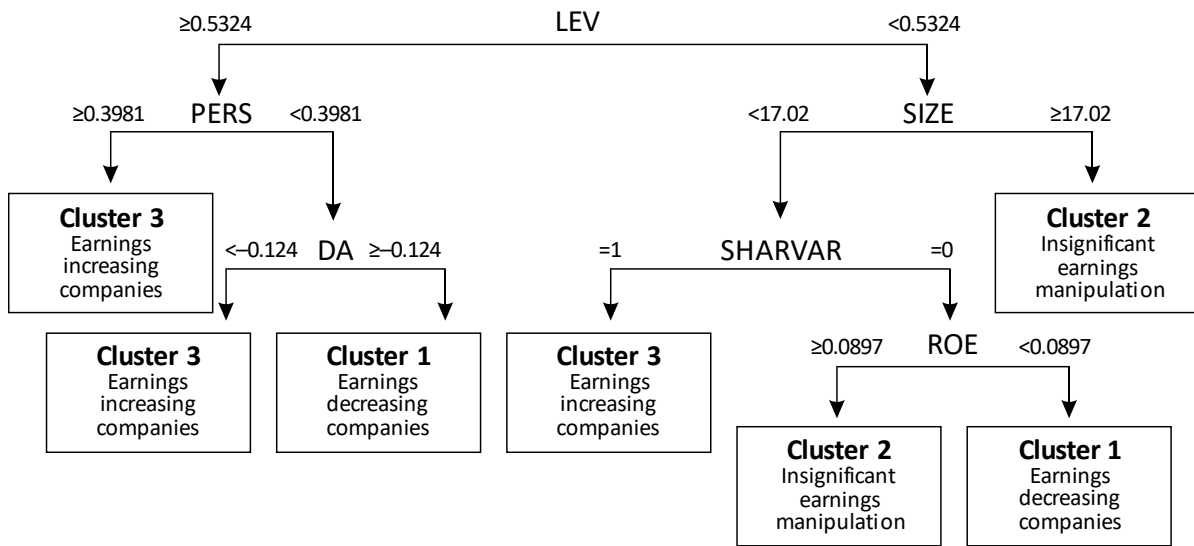 ≥0.5324 LEV <0.5324
≥0.3981 PERS <0.3981 <17.02 SIZE ≥17.02
Cluster 3
Earnings
increasing
companies
Cluster 2
Insignificant
earnings
manipulation
<–0.124 DA ≥–0.124 =1 SHARVAR =0
Cluster 3
Earnings
increasing
companies
Cluster 1
Earnings
decreasing
companies
Cluster 3
Earnings
increasing
companies
≥0.0897 ROE <0.0897
Cluster 2
Insignificant
earnings
manipulation
Cluster 1
Earnings
decreasing
companies